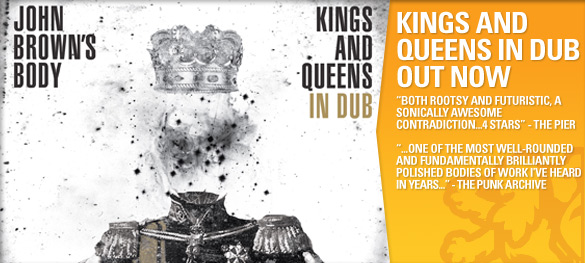 JOHN
BROWN'S
BODY
KINGS
AND
QUEENS
IN DUB
KINGS AND
QUEENS IN DUB
OUT NOW
"BOTH ROOTSY AND FUTURISTIC, A
SONICALLY AWESOME
CONTRADICTION...4 STARS" - THE PIER
"...ONE OF THE MOST WELL-ROUNDED
AND FUNDAMENTALLY BRILLIANTLY
POLISHED BODIES OF WORK I'VE HEARD
IN YEARS..." - THE PUNK ARCHIVE